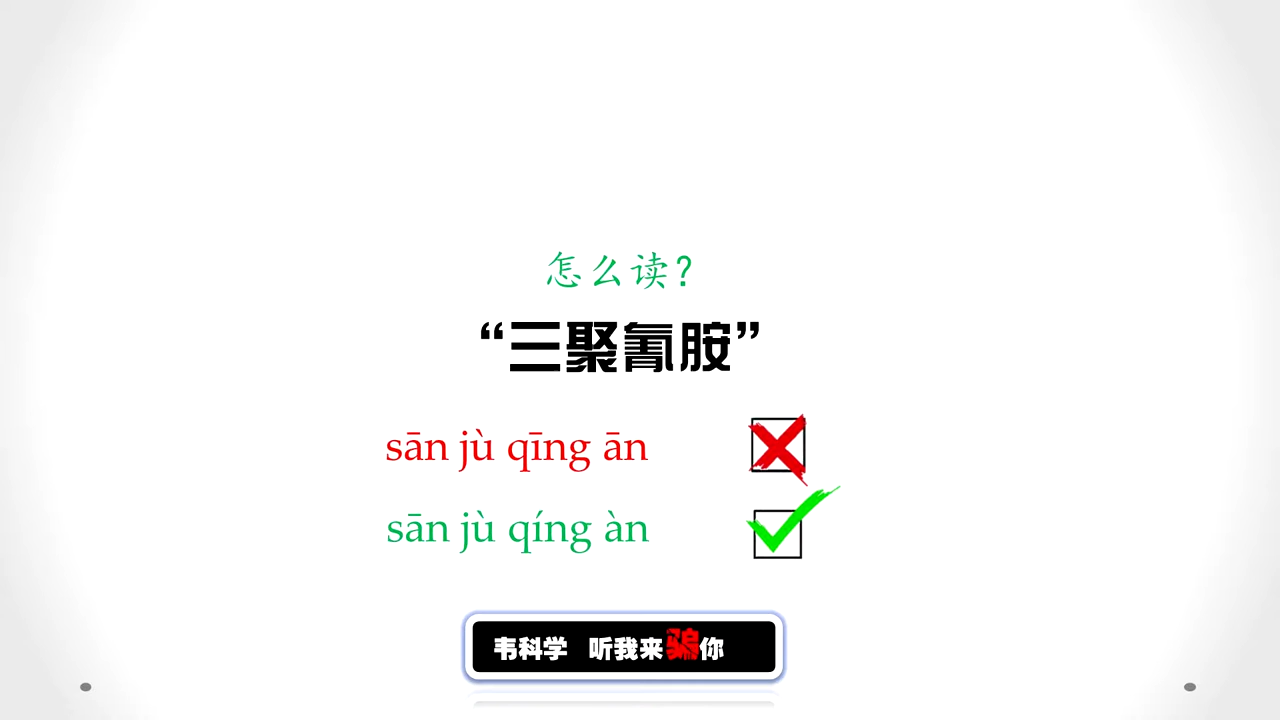 怎么读？
“三聚氰胺”
sān jù qīng ān
sān jù qíng àn
韦科学 听我来骗你